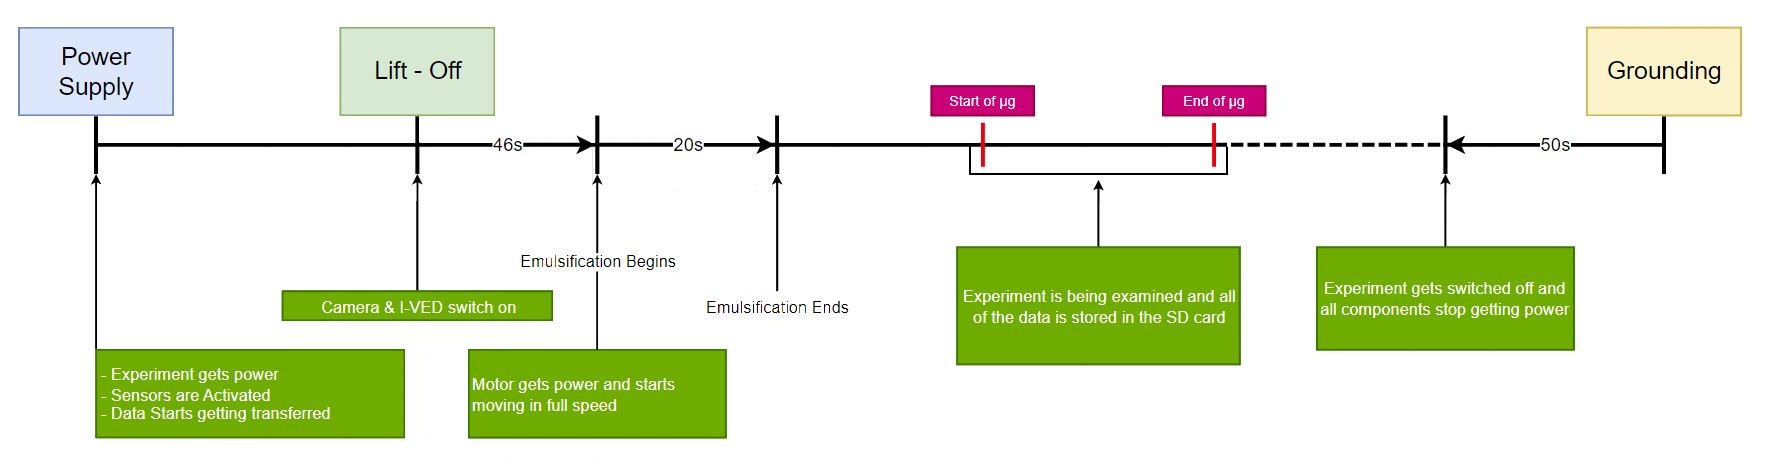 Power
Supply
Lift - Off
Start of µg
End of µg
Grounding
46s
20s
50s
Emulsification Begins
Emulsification Ends
Camera & I-VED switch on
Experiment is being examined and all
of the data is stored in the SD card
Experiment gets switched off and
all components stop getting power
- Experiment gets power
- Sensors are Activated
- Data Starts getting transferred
Motor gets power and starts
moving in full speed